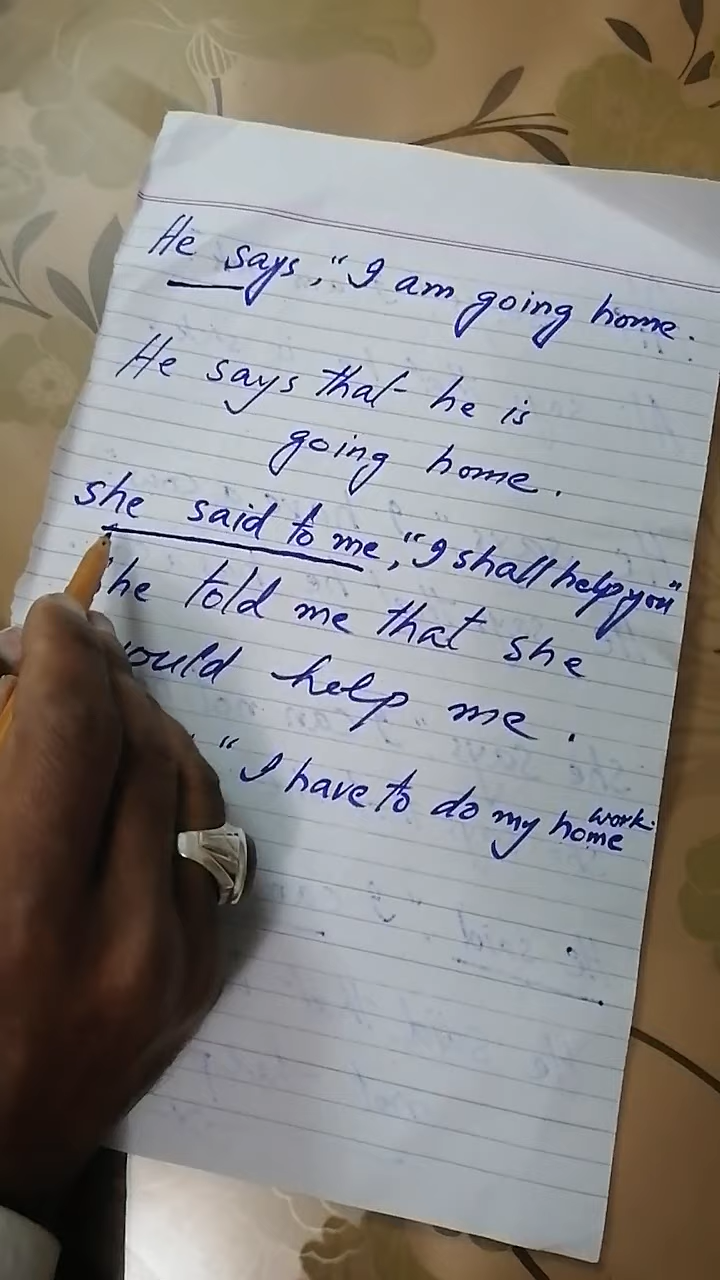 He says, "I am going home.
He says that he is
going home.
she said to me, "I shall help you"
he told me that she
ould help me.
"I have to do my home work.